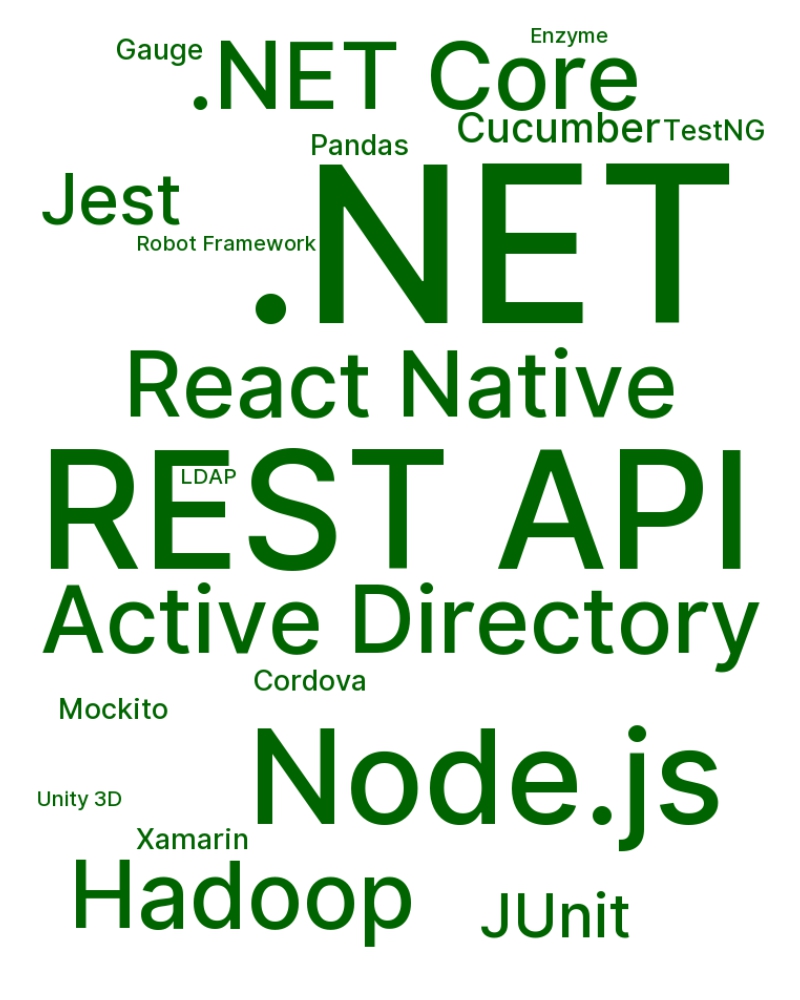 Enzyme
Gauge
.NET Core
Cucumber
TestNG
Pandas
Jest
Robot Framework
.NET
React Native
REST API
LDAP
Active Directory
Cordova
Mockito
Node.js
Unity 3D
Xamarin
Hadoop
JUnit